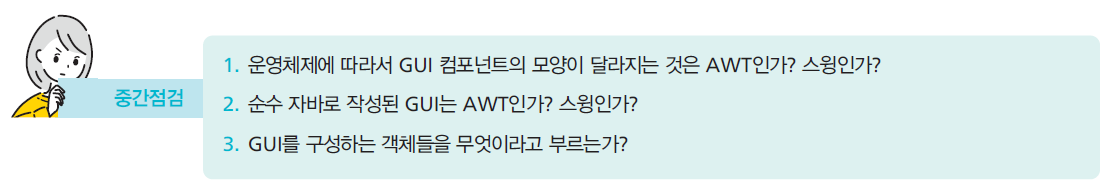 중간점검
1. 운영체제에 따라서 GUI 컴포넌트의 모양이 달라지는 것은 AWT인가? 스윙인가?
2. 순수 자바로 작성된 GUI는 AWT인가? 스윙인가?
3. GUI를 구성하는 객체들을 무엇이라고 부르는가?